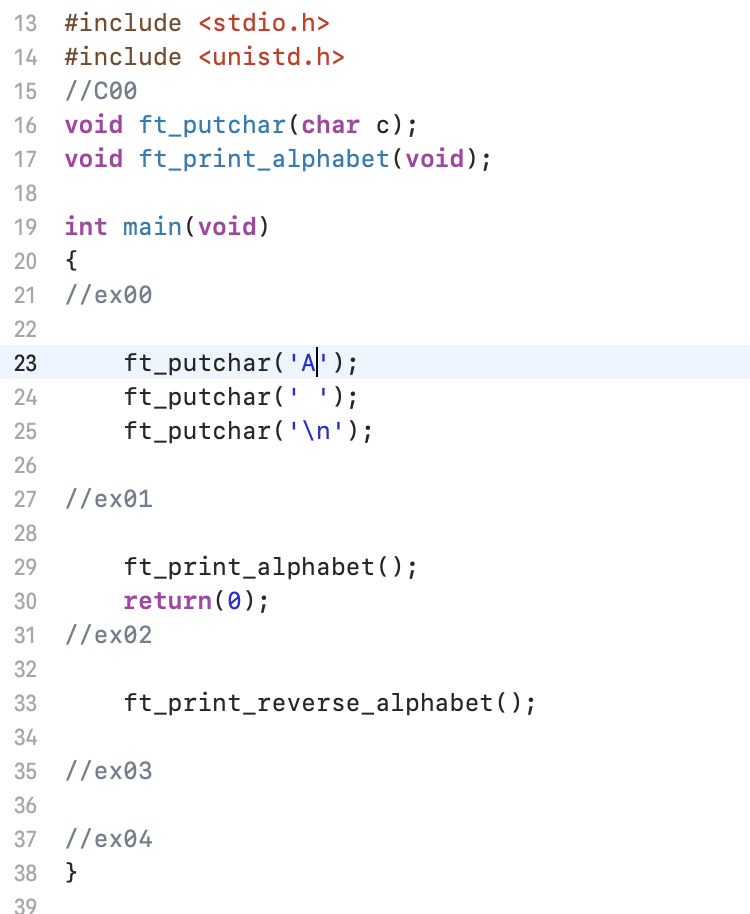 13 #include <stdio.h>
14 #include <unistd.h>
15 //C00
16 void ft_putchar(char c);
17 void ft_print_alphabet(void);
18
19 int main(void)
20 {
21 //ex00
22
23     ft_putchar('A');
24     ft_putchar(' ');
25     ft_putchar('\n');
26
27 //ex01
28
29     ft_print_alphabet();
30     return(0);
31 //ex02
32
33     ft_print_reverse_alphabet();
34
35 //ex03
36
37 //ex04
38 }
39